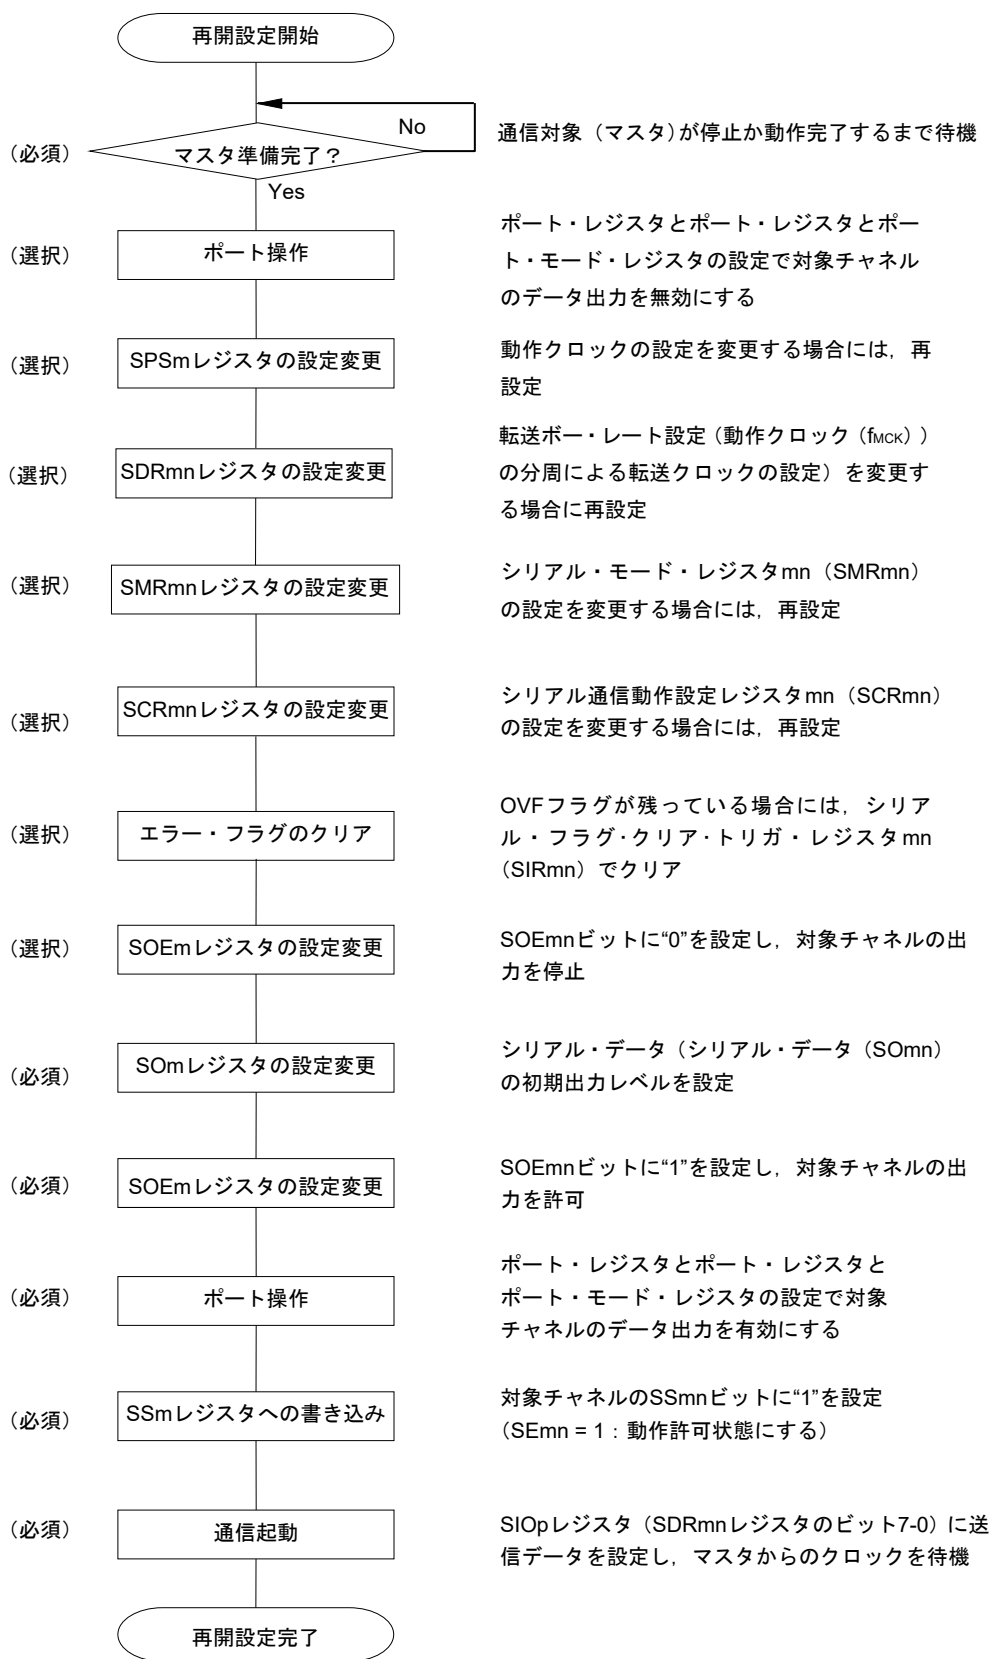 再開設定開始
No
通信対象（マスタ）が停止か動作完了するまで待機
（必須）
マスタ準備完了？
Yes
（選択）
ポート操作
ポート・レジスタとポート・レジスタとポー
ト・モード・レジスタの設定で対象チャネル
のデータ出力を無効にする
（選択）
SPSmレジスタの設定変更
動作クロックの設定を変更する場合には，再
設定
（選択）
SDRmnレジスタの設定変更
転送ボー・レート設定（動作クロック（fMCK））
の分周による転送クロックの設定）を変更す
る場合に再設定
（選択）
SMRmnレジスタの設定変更
シリアル・モード・レジスタmn（SMRmn）
の設定を変更する場合には，再設定
（選択）
SCRmnレジスタの設定変更
シリアル通信動作設定レジスタmn（SCRmn）
の設定を変更する場合には，再設定
（選択）
エラー・フラグのクリア
OVFフラグが残っている場合には，シリア
ル・フラグ・クリア・トリガ・レジスタmn
（SIRmn）でクリア
（選択）
SOEmレジスタの設定変更
SOEmnビットに“0”を設定し，対象チャネルの出
力を停止
（必須）
SOmレジスタの設定変更
シリアル・データ（シリアル・データ（SOmn）
の初期出力レベルを設定
（必須）
SOEmレジスタの設定変更
SOEmnビットに“1”を設定し，対象チャネルの出
力を許可
（必須）
ポート操作
ポート・レジスタとポート・レジスタと
ポート・モード・レジスタの設定で対象
チャネルのデータ出力を有効にする
（必須）
SSmレジスタへの書き込み
対象チャネルのSSmnビットに“1”を設定
（SEmn = 1：動作許可状態にする）
（必須）
通信起動
SIOpレジスタ（SDRmnレジスタのビット7-0）に送
信データを設定し，マスタからのクロックを待機
再開設定完了